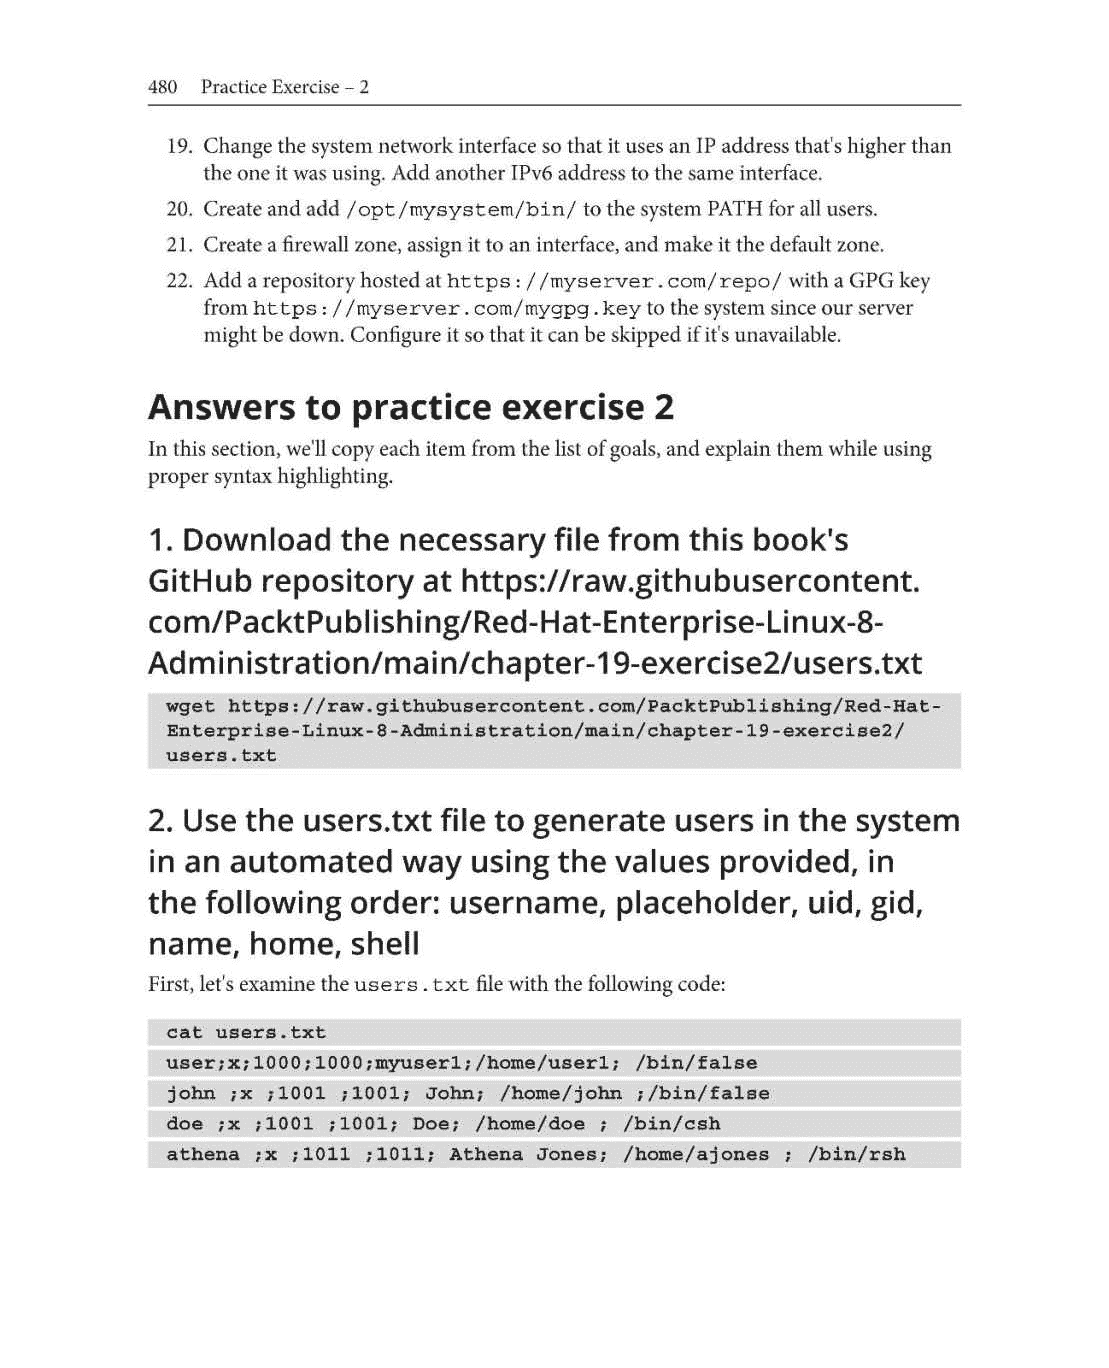 480 Practice Exercise – 2
19. Change the system network interface so that it uses an IP address that's higher than
the one it was using. Add another IPv6 address to the same interface.
20. Create and add /opt/mysystem/bin/ to the system PATH for all users.
21. Create a firewall zone, assign it to an interface, and make it the default zone.
22. Add a repository hosted at https://myserver.com/repo/ with a GPG key
from https://myserver.com/mygpg.key to the system since our server
might be down. Configure it so that it can be skipped if it's unavailable.
Answers to practice exercise 2
In this section, we'll copy each item from the list of goals, and explain them while using
proper syntax highlighting.
1. Download the necessary file from this book's
GitHub repository at https://raw.githubusercontent.
com/PacktPublishing/Red-Hat-Enterprise-Linux-8-
Administration/main/chapter-19-exercise2/users.txt
wget https://raw.githubusercontent.com/PacktPublishing/Red-Hat-
Enterprise-Linux-8-Administration/main/chapter-19-exercise2/
users.txt
2. Use the users.txt file to generate users in the system
in an automated way using the values provided, in
the following order: username, placeholder, uid, gid,
name, home, shell
First, let's examine the users.txt file with the following code:
cat users.txt
user;x;1000;1000;myuser1;/home/user1; /bin/false
john ;x ;1001 ;1001; John; /home/john ;/bin/false
doe ;x ;1001 ;1001; Doe; /home/doe ; /bin/csh
athena ;x ;1011 ;1011; Athena Jones; /home/ajones ; /bin/rsh